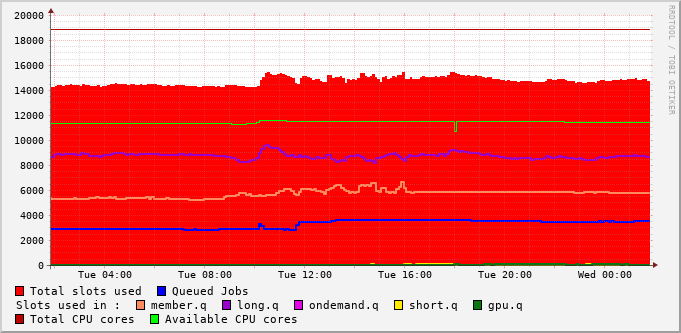 20000
18000
16000
14000
12000
10000
8000
6000
4000
2000
0
Tue 04:00 Tue 08:00 Tue 12:00 Tue 16:00 Tue 20:00 Wed 00:00
RRDTOOL / TOBI OETIKER
Total slots used Queued Jobs
Slots used in : member.q long.q ondemand.q short.q gpu.q
Total CPU cores Available CPU cores